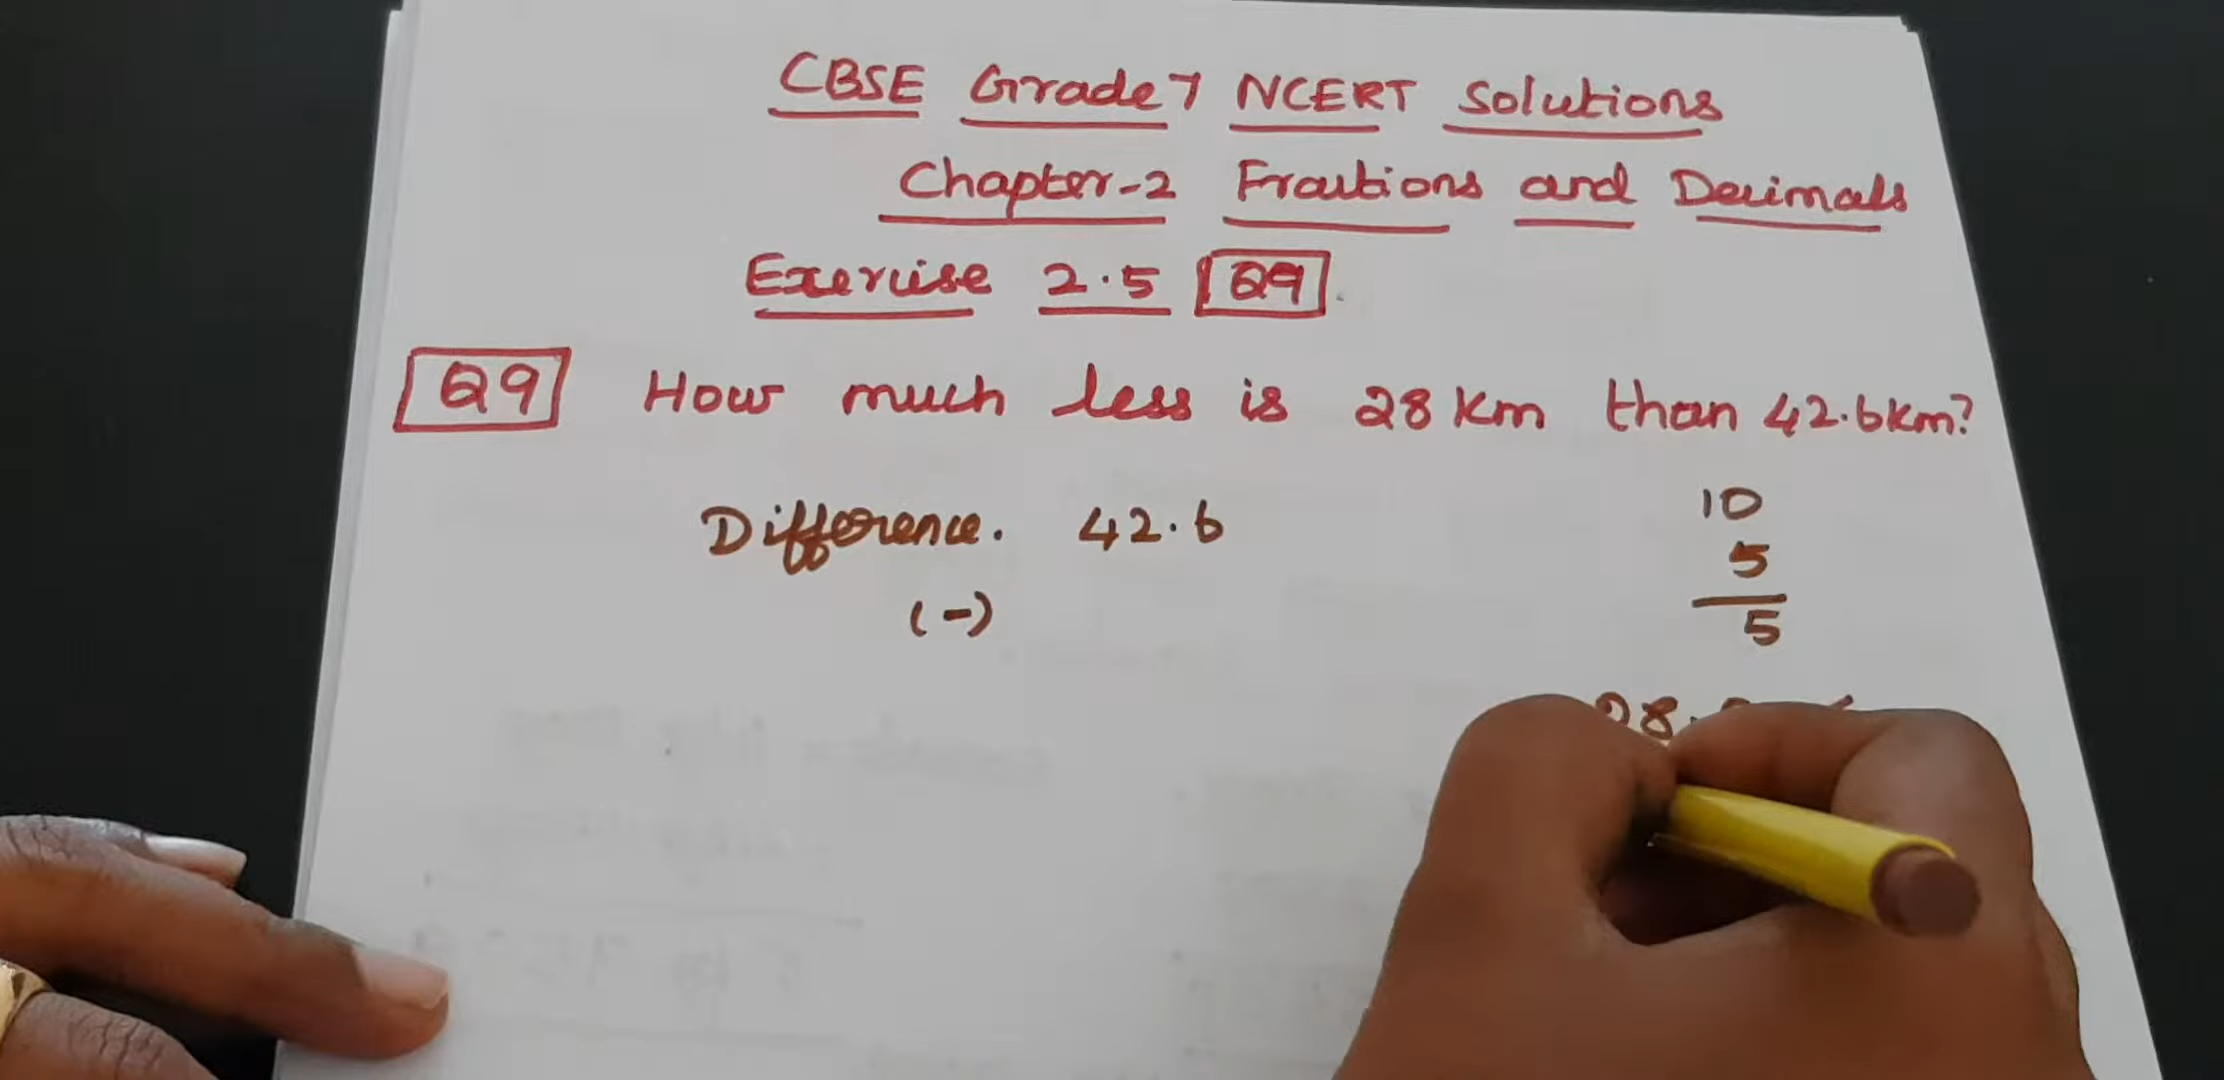 CBSE Grade 7 NCERT Solutions
Chapter-2 Fractions and Decimals
Exercise 2.5 Q9
Q9 How much less is 28 km than 42.6 km?
Difference. 42.6
(-)
10
5
5